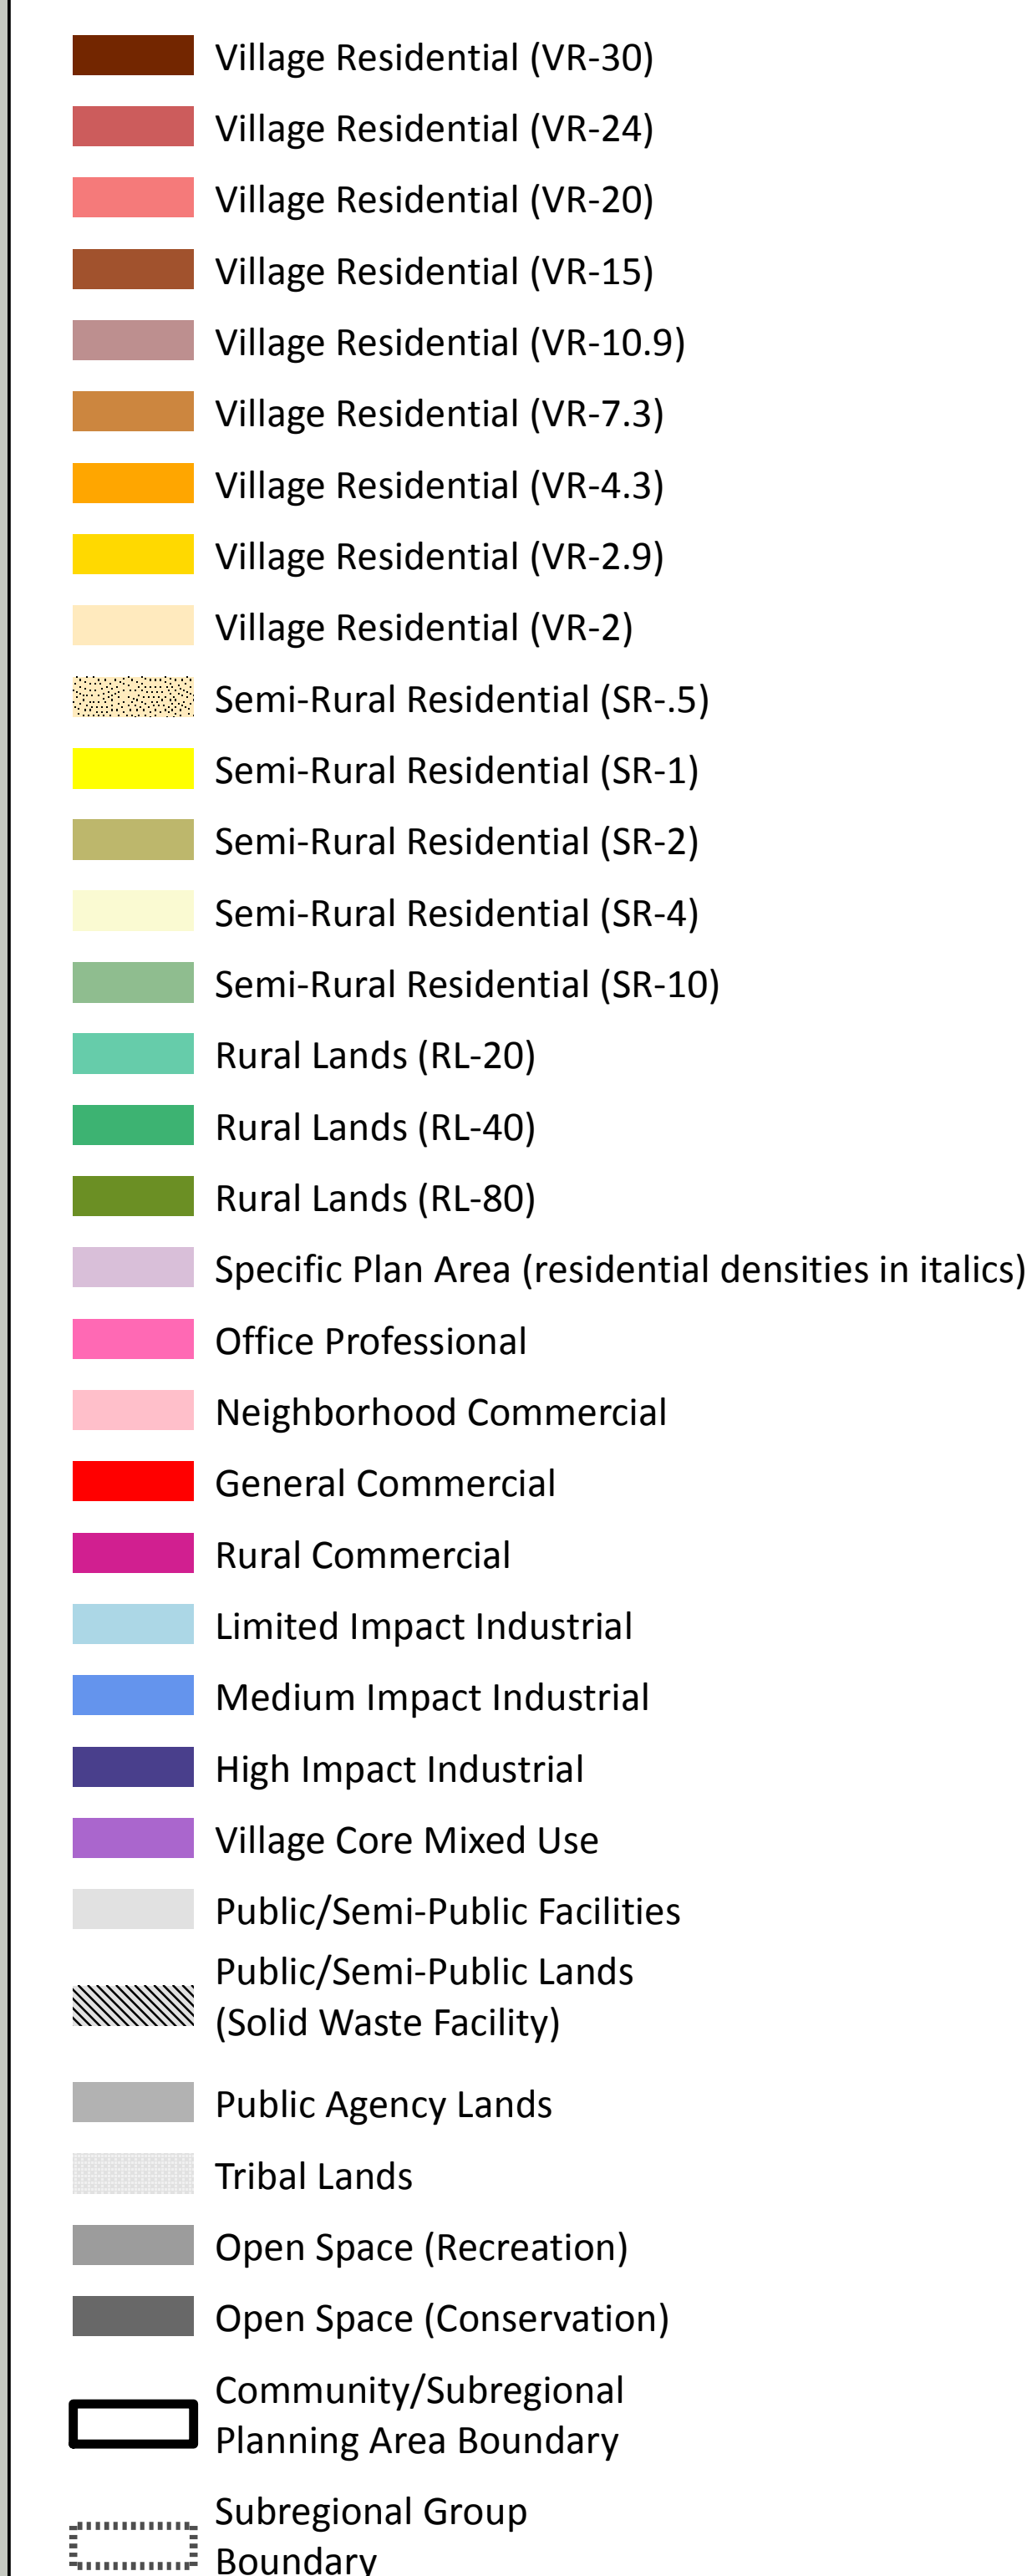 Village Residential (VR-30)
Village Residential (VR-24)
Village Residential (VR-20)
Village Residential (VR-15)
Village Residential (VR-10.9)
Village Residential (VR-7.3)
Village Residential (VR-4.3)
Village Residential (VR-2.9)
Village Residential (VR-2)
Semi-Rural Residential (SR-.5)
Semi-Rural Residential (SR-1)
Semi-Rural Residential (SR-2)
Semi-Rural Residential (SR-4)
Semi-Rural Residential (SR-10)
Rural Lands (RL-20)
Rural Lands (RL-40)
Rural Lands (RL-80)
Specific Plan Area (residential densities in italics)
Office Professional
Neighborhood Commercial
General Commercial
Rural Commercial
Limited Impact Industrial
Medium Impact Industrial
High Impact Industrial
Village Core Mixed Use
Public/Semi-Public Facilities
Public/Semi-Public Lands
(Solid Waste Facility)
Public Agency Lands
Tribal Lands
Open Space (Recreation)
Open Space (Conservation)
Community/Subregional
Planning Area Boundary
Subregional Group
Boundary